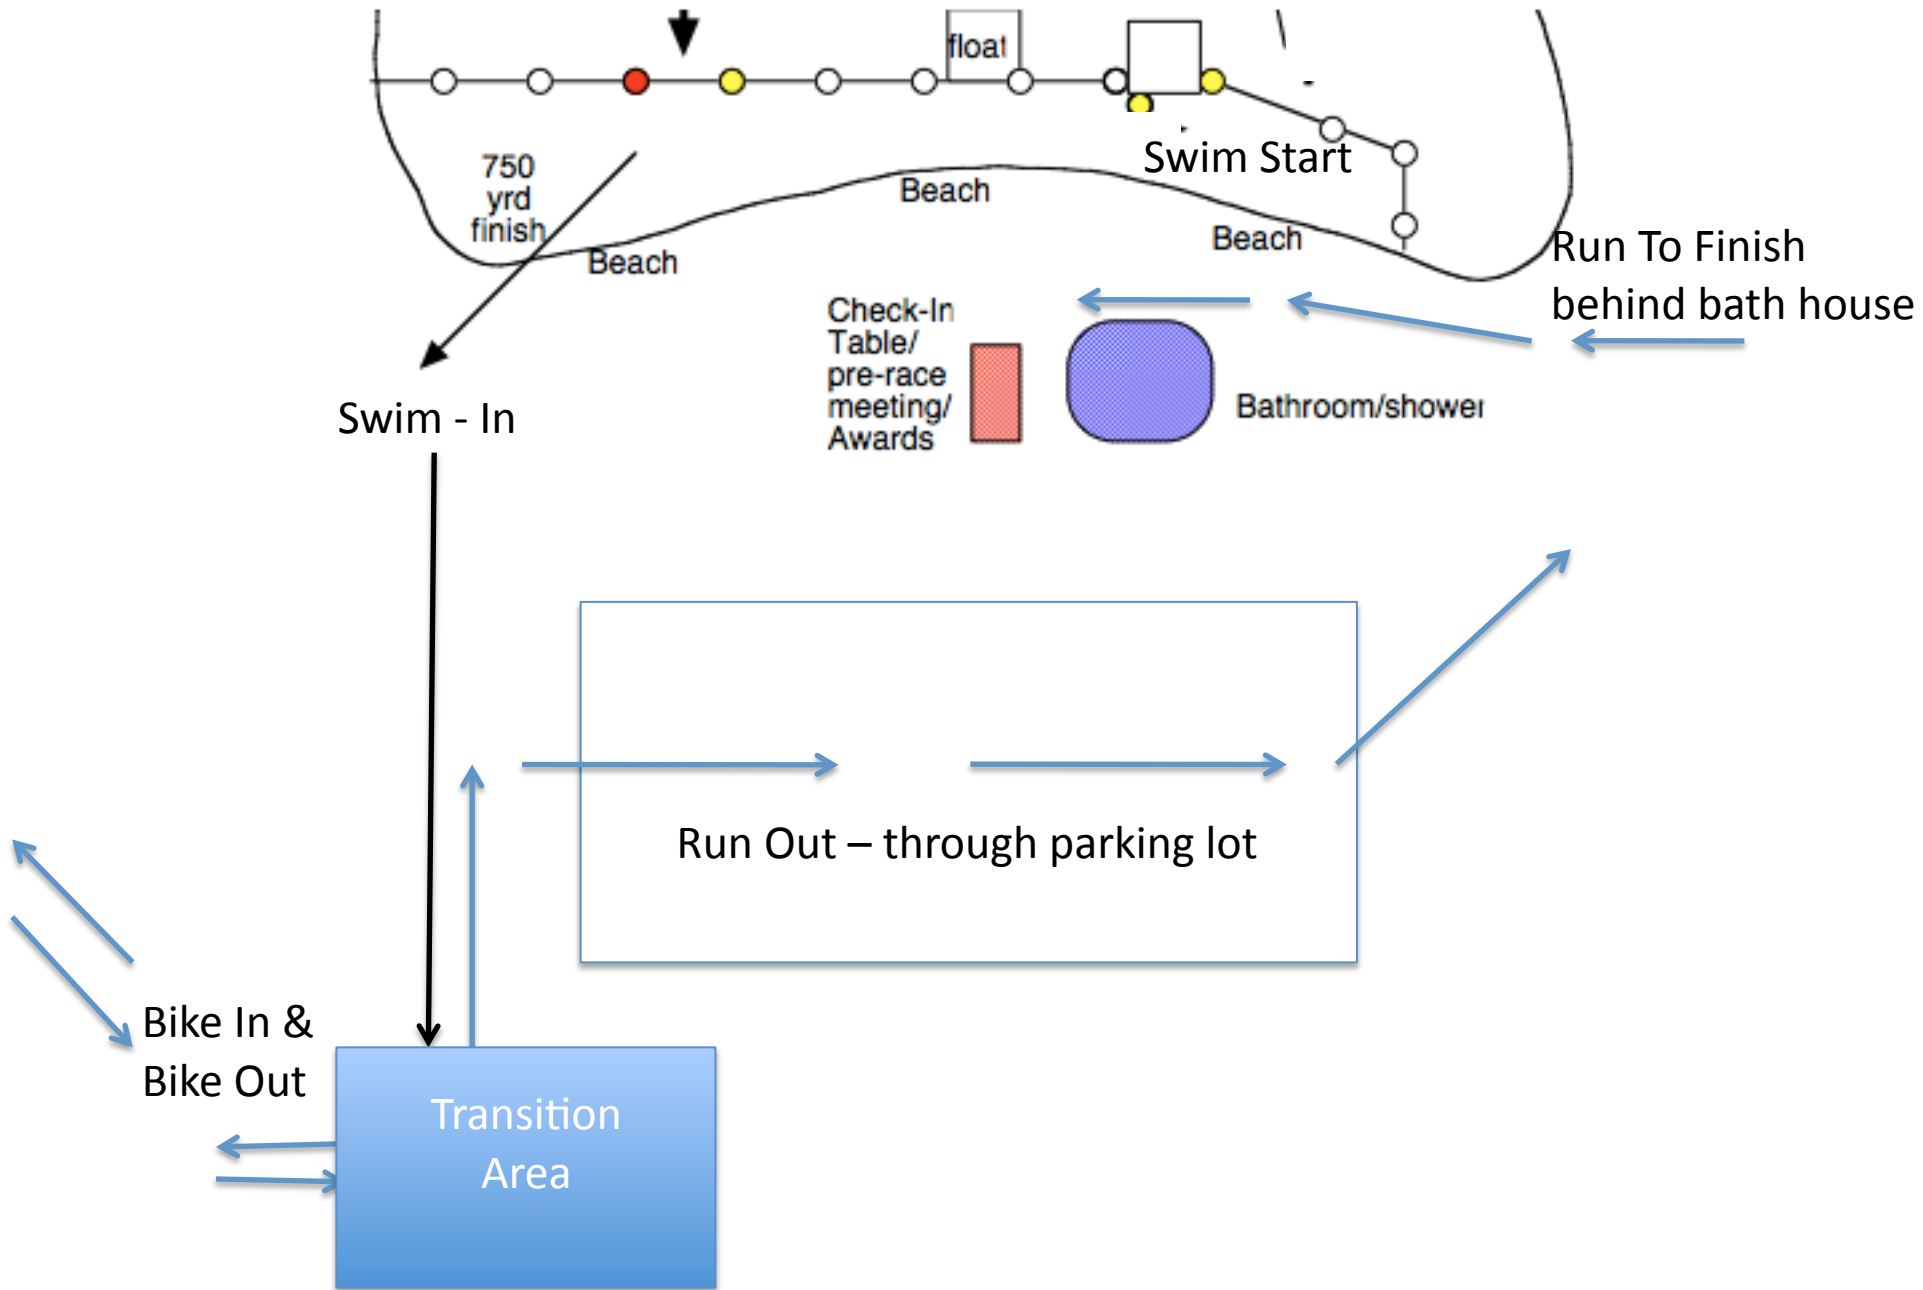 float
Swim Start
750
yrd
finish
Beach
Beach
Beach
Run To Finish
behind bath house
Check-In
Table/
pre-race
meeting/
Awards
Bathroom/shower
Swim - In
Run Out – through parking lot
Bike In &
Bike Out
Transition
Area